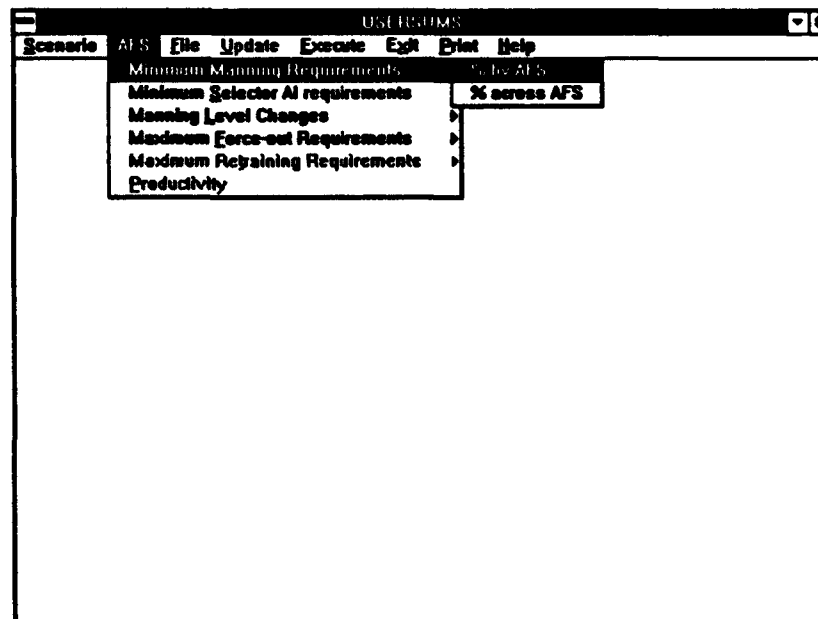 USERSUMS
Scenario AFS File Update Execute Exit Print Help
Minimum Manning Requirements % by AFS
Minimum Selector AI requirements % across AFS
Manning Level Changes
Maximum Force-out Requirements
Maximum Retraining Requirements
Productivity